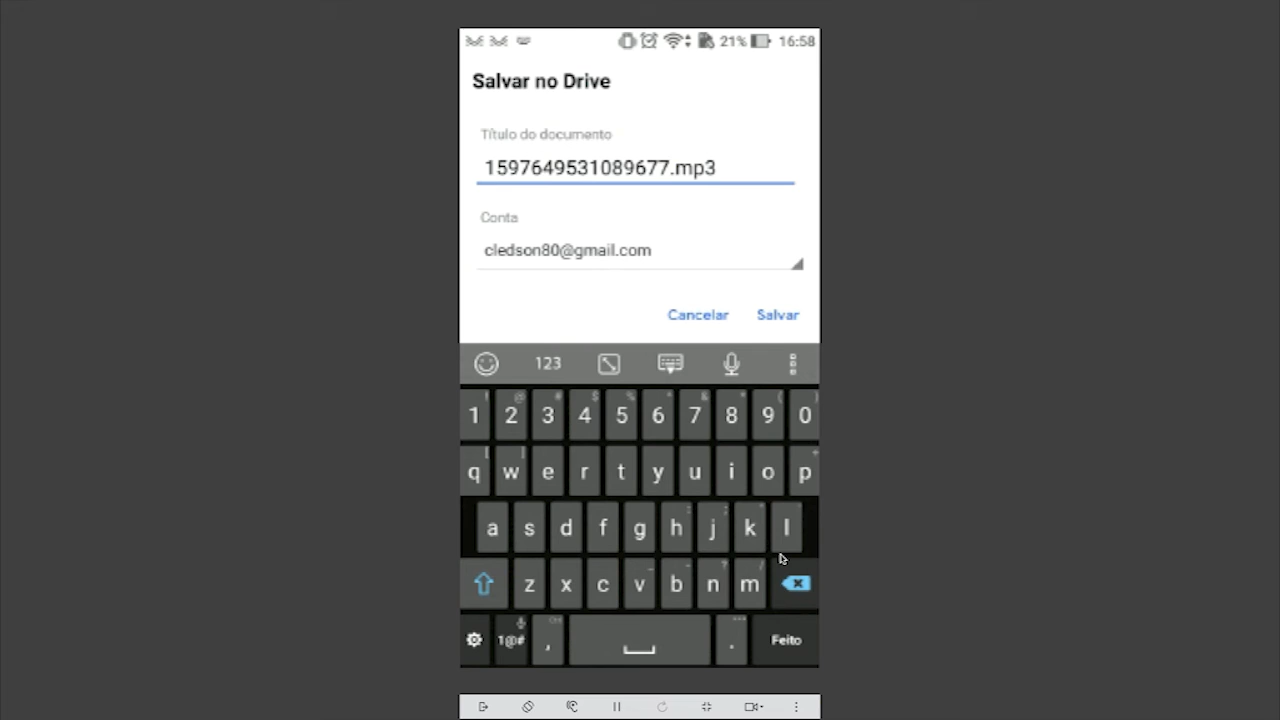 21% 16:58
Salvar no Drive
Título do documento
1597649531089677.mp3
Conta
cledson80@gmail.com
Cancelar Salvar
123
1 2 3 4 5 6 7 8 9 0
q w e r t y u i o p
a s d f g h j k l
z x c v b n m
1@# , . Feito